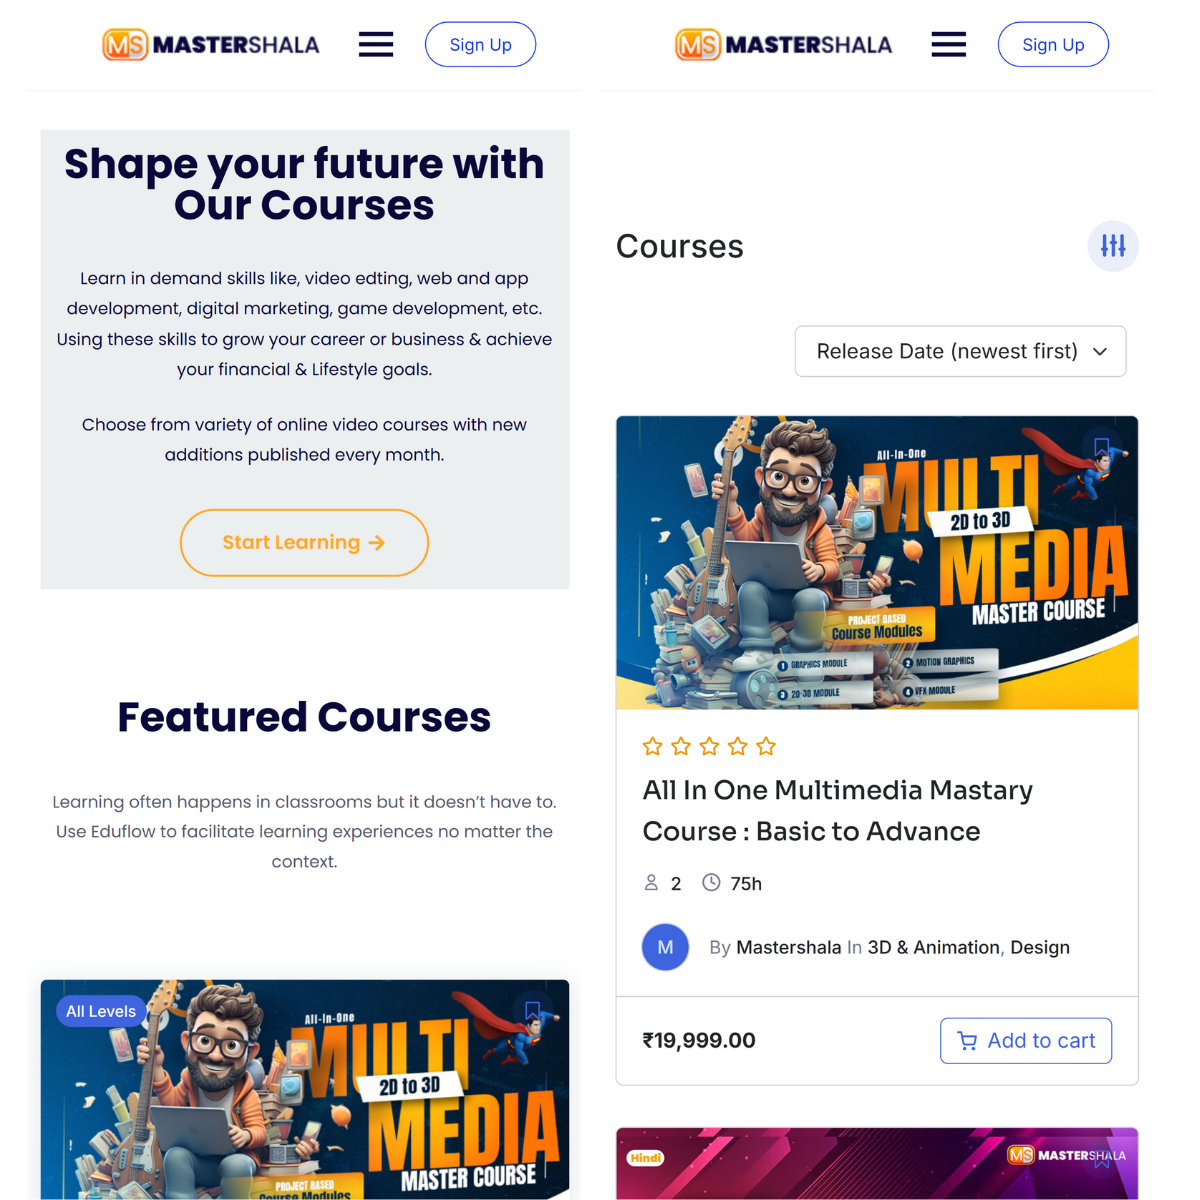 MS MASTERSHALA
Sign Up
Shape your future with
Our Courses
Learn in demand skills like, video edting, web and app
development, digital marketing, game development, etc.
Using these skills to grow your career or business & achieve
your financial & Lifestyle goals.
Choose from variety of online video courses with new
additions published every month.
Start Learning →
Featured Courses
Learning often happens in classrooms but it doesn't have to.
Use Eduflow to facilitate learning experiences no matter the
context.
All Levels
All-In-One
MULTI
2D to 3D
MEDIA
MASTER COURSE
PROJECT BASED
Course Modules
MS MASTERSHALA
Sign Up
Courses
Release Date (newest first)
All-In-One
MULTI
2D to 3D
MEDIA
MASTER COURSE
PROJECT BASED
Course Modules
1 GRAPHICS MODULE
2 MOTION GRAPHICS
3 2D-3D MODULE
4 VFX MODULE
All In One Multimedia Mastary
Course : Basic to Advance
2 75h
M By Mastershala In 3D & Animation, Design
₹19,999.00
Add to cart
Hindi
MS MASTERSHALA